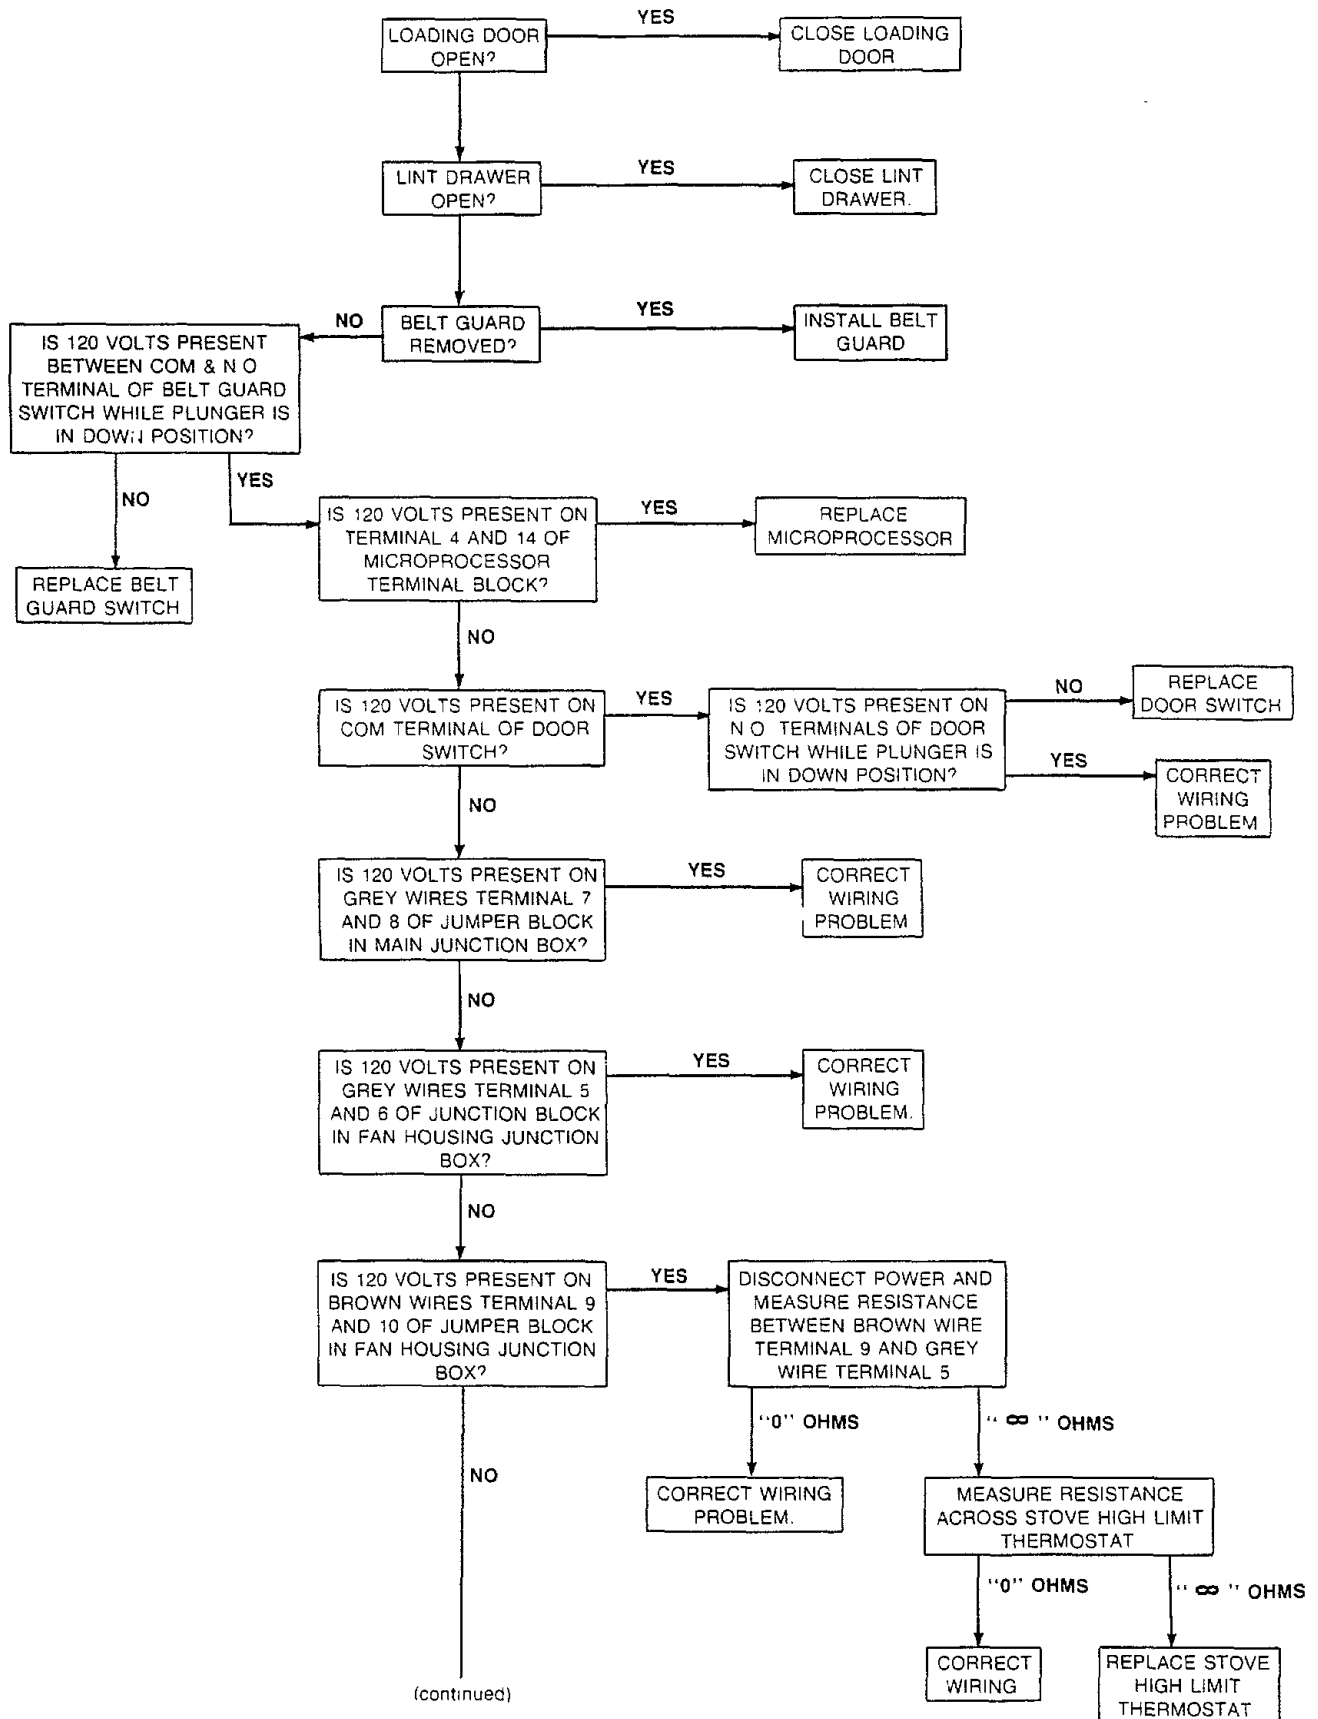 YES
LOADING DOOR
OPEN?
CLOSE LOADING
DOOR
YES
LINT DRAWER
OPEN?
CLOSE LINT
DRAWER.
NO
BELT GUARD
REMOVED?
YES
INSTALL BELT
GUARD
IS 120 VOLTS PRESENT
BETWEEN COM & N O
TERMINAL OF BELT GUARD
SWITCH WHILE PLUNGER IS
IN DOWN POSITION?
NO
YES
REPLACE BELT
GUARD SWITCH
IS 120 VOLTS PRESENT ON
TERMINAL 4 AND 14 OF
MICROPROCESSOR
TERMINAL BLOCK?
YES
REPLACE
MICROPROCESSOR
NO
IS 120 VOLTS PRESENT ON
COM TERMINAL OF DOOR
SWITCH?
YES
IS 120 VOLTS PRESENT ON
N O TERMINALS OF DOOR
SWITCH WHILE PLUNGER IS
IN DOWN POSITION?
NO
REPLACE
DOOR SWITCH
YES
CORRECT
WIRING
PROBLEM
NO
IS 120 VOLTS PRESENT ON
GREY WIRES TERMINAL 7
AND 8 OF JUMPER BLOCK
IN MAIN JUNCTION BOX?
YES
CORRECT
WIRING
PROBLEM
NO
IS 120 VOLTS PRESENT ON
GREY WIRES TERMINAL 5
AND 6 OF JUNCTION BLOCK
IN FAN HOUSING JUNCTION
BOX?
YES
CORRECT
WIRING
PROBLEM.
NO
IS 120 VOLTS PRESENT ON
BROWN WIRES TERMINAL 9
AND 10 OF JUMPER BLOCK
IN FAN HOUSING JUNCTION
BOX?
YES
DISCONNECT POWER AND
MEASURE RESISTANCE
BETWEEN BROWN WIRE
TERMINAL 9 AND GREY
WIRE TERMINAL 5
"0" OHMS
" ∞ " OHMS
NO
CORRECT WIRING
PROBLEM.
MEASURE RESISTANCE
ACROSS STOVE HIGH LIMIT
THERMOSTAT
"0" OHMS
" ∞ " OHMS
CORRECT
WIRING
REPLACE STOVE
HIGH LIMIT
THERMOSTAT
(continued)